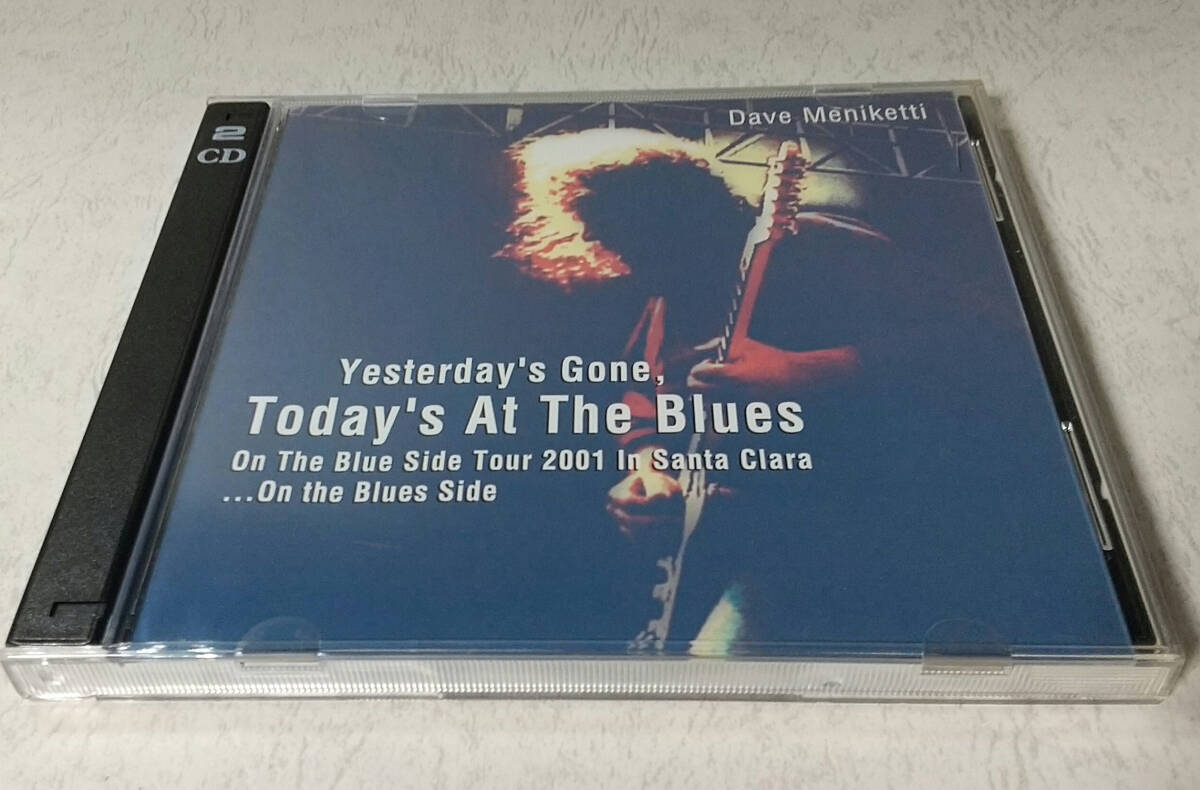 2
CD
Dave Meniketti
Yesterday's Gone,
Today's At The Blues
On The Blue Side Tour 2001 In Santa Clara
...On the Blues Side